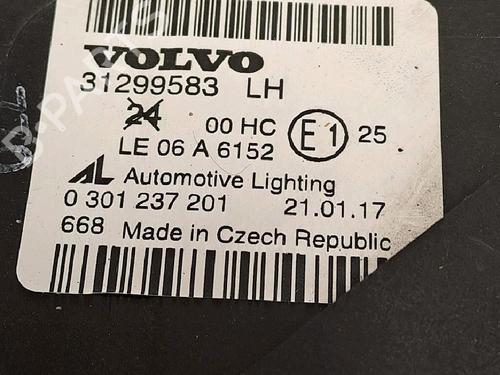 VOLVO
31299583 LH
24 00 HC E1 25
LE 06 A 6152
AL Automotive Lighting
0 301 237 201 21.01.17
668 Made in Czech Republic
B-PARTS